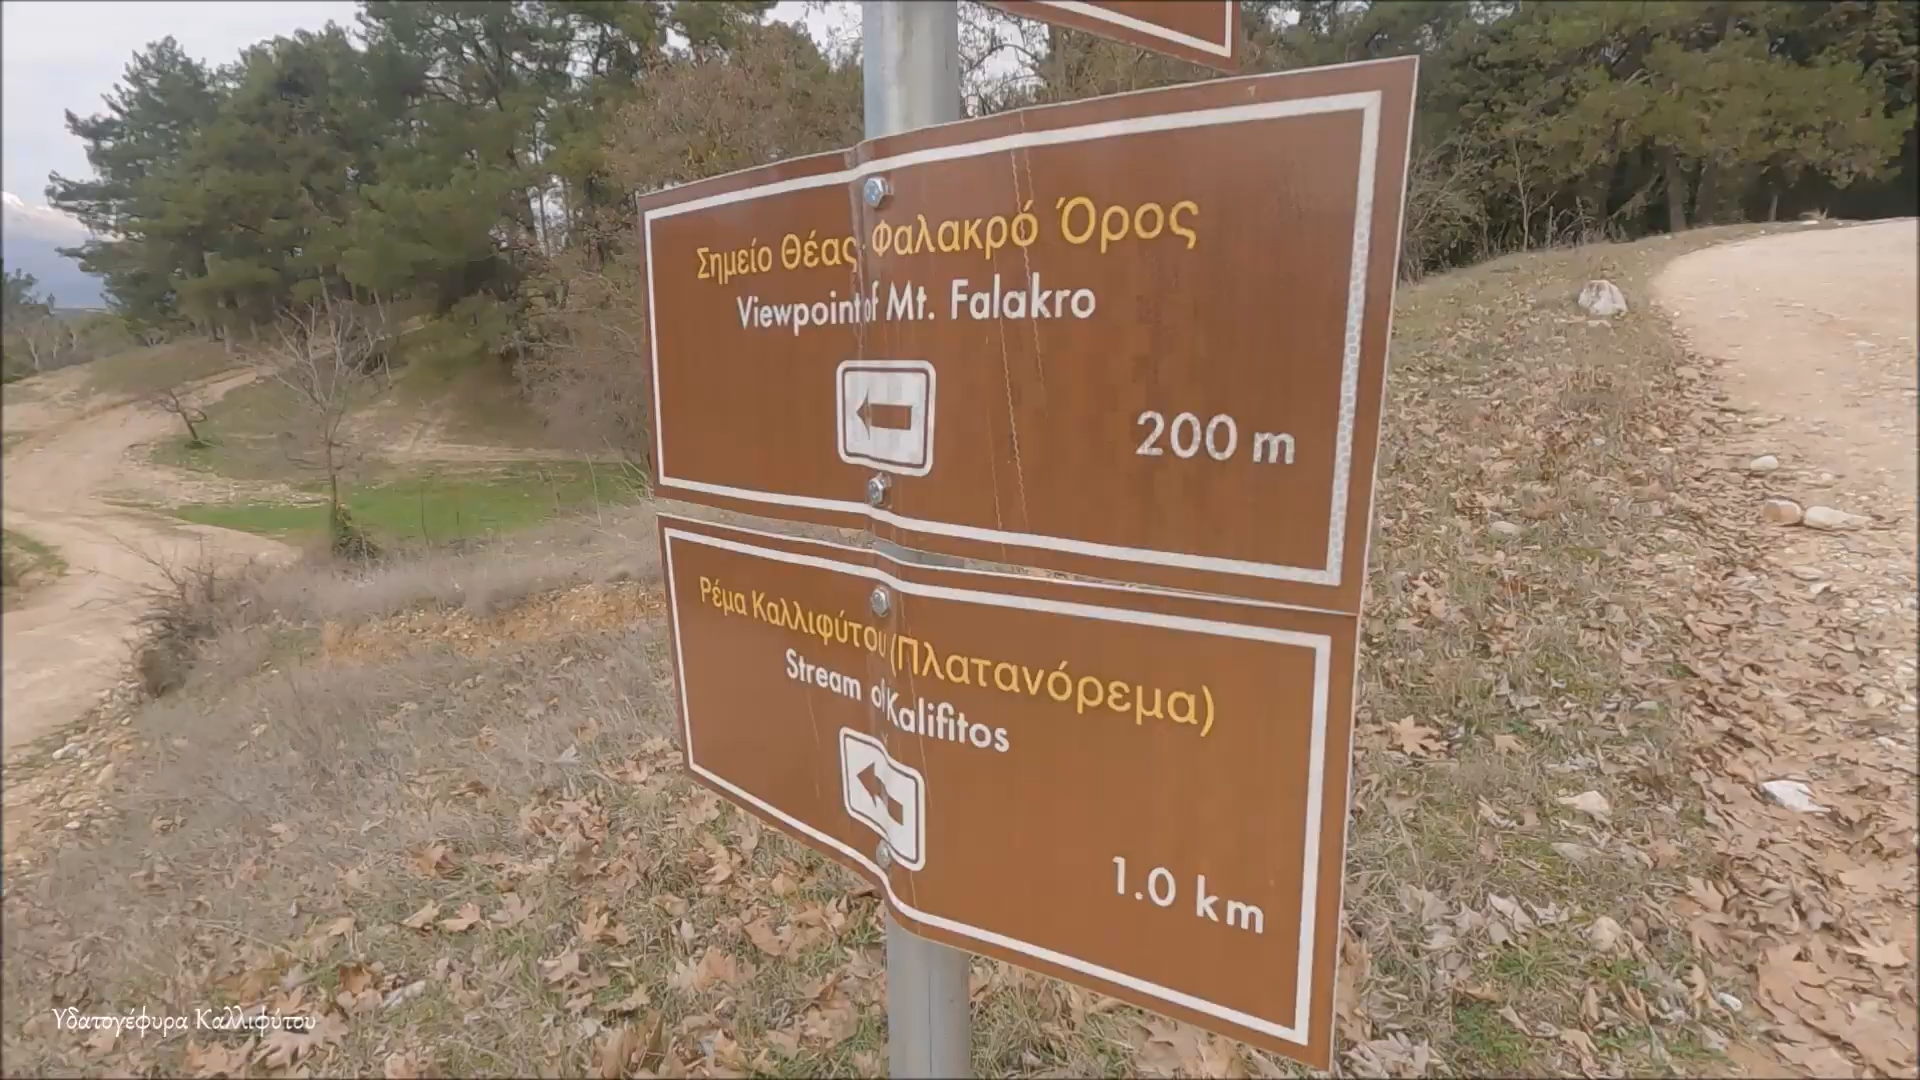 Σημείο Θέας Φαλακρό Όρος
Viewpoint of Mt. Falakro
200 m
Ρέμα Καλλιφύτου (Πλατανόρεμα)
Stream of Kalifitos
1.0 km
Υδατογέφυρα Καλλιφύτου